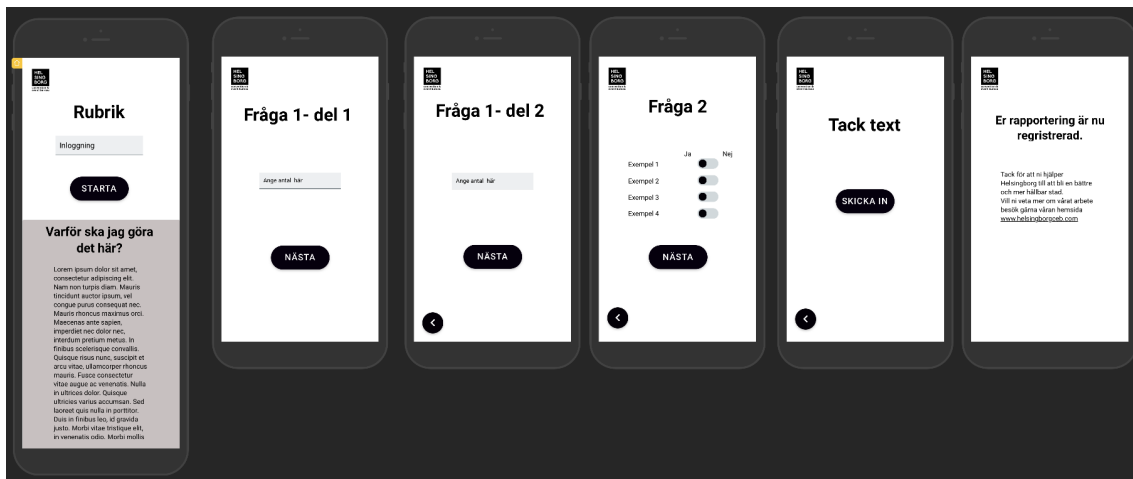 HEL
SING
BORG
Rubrik
Inloggning
STARTA
Varför ska jag göra
det här?
Lorem ipsum dolor sit amet,
consectetur adipiscing elit.
Nam non turpis diam. Mauris
tincidunt auctor ipsum, vel
congue purus consequat nec.
Mauris rhoncus maximus orci.
Maecenas ante sapien,
imperdiet nec dolor nec,
interdum pretium metus. In
finibus scelerisque convallis.
Quisque risus nunc, suscipit et
arcu vitae, ullamcorper rhoncus
mauris. Fusce consectetur
vitae augue ac venenatis. Nulla
in ultrices dolor. Quisque
ultricies varius accumsan. Sed
laoreet quis nulla in porttitor.
Duis in finibus leo, id gravida
justo. Morbi vitae tristique elit,
in venenatis odio. Morbi mollis
HEL
SING
BORG
Fråga 1- del 1
Ange antal här
NÄSTA
HEL
SING
BORG
Fråga 1- del 2
Ange antal här
NÄSTA
HEL
SING
BORG
Fråga 2
Ja Nej
Exempel 1
Exempel 2
Exempel 3
Exempel 4
NÄSTA
HEL
SING
BORG
Tack text
SKICKA IN
HEL
SING
BORG
Er rapportering är nu
regristrerad.
Tack för att ni hjälper
Helsingborg till att bli en bättre
och mer hållbar stad.
Vill ni veta mer om vårat arbete
besök gärna våran hemsida
www.helsingborgceb.com